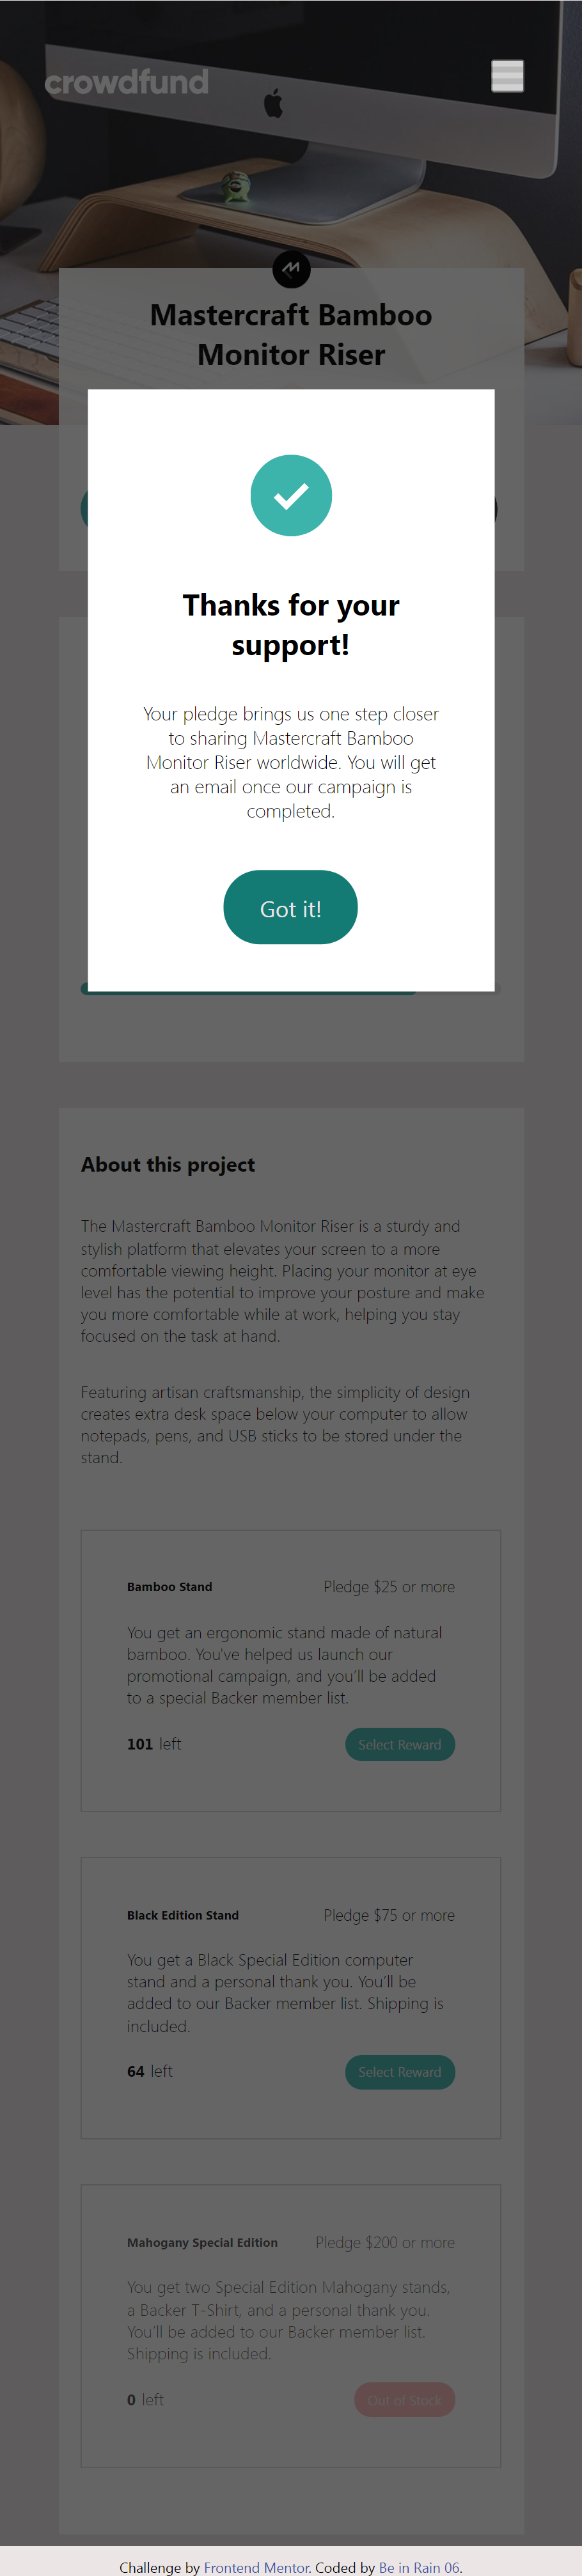 crowdfund
Mastercraft Bamboo
Monitor Riser
Thanks for your
support!
Your pledge brings us one step closer
to sharing Mastercraft Bamboo
Monitor Riser worldwide. You will get
an email once our campaign is
completed.
Got it!
About this project
The Mastercraft Bamboo Monitor Riser is a sturdy and
stylish platform that elevates your screen to a more
comfortable viewing height. Placing your monitor at eye
level has the potential to improve your posture and make
you more comfortable while at work, helping you stay
focused on the task at hand.
Featuring artisan craftsmanship, the simplicity of design
creates extra desk space below your computer to allow
notepads, pens, and USB sticks to be stored under the
stand.
Bamboo Stand Pledge $25 or more
You get an ergonomic stand made of natural
bamboo. You've helped us launch our
promotional campaign, and you'll be added
to a special Backer member list.
101 left Select Reward
Black Edition Stand Pledge $75 or more
You get a Black Special Edition computer
stand and a personal thank you. You'll be
added to our Backer member list. Shipping is
included.
64 left Select Reward
Mahogany Special Edition Pledge $200 or more
You get two Special Edition Mahogany stands,
a Backer T-Shirt, and a personal thank you.
You'll be added to our Backer member list.
Shipping is included.
0 left Out of Stock
Challenge by Frontend Mentor. Coded by Be in Rain 06.